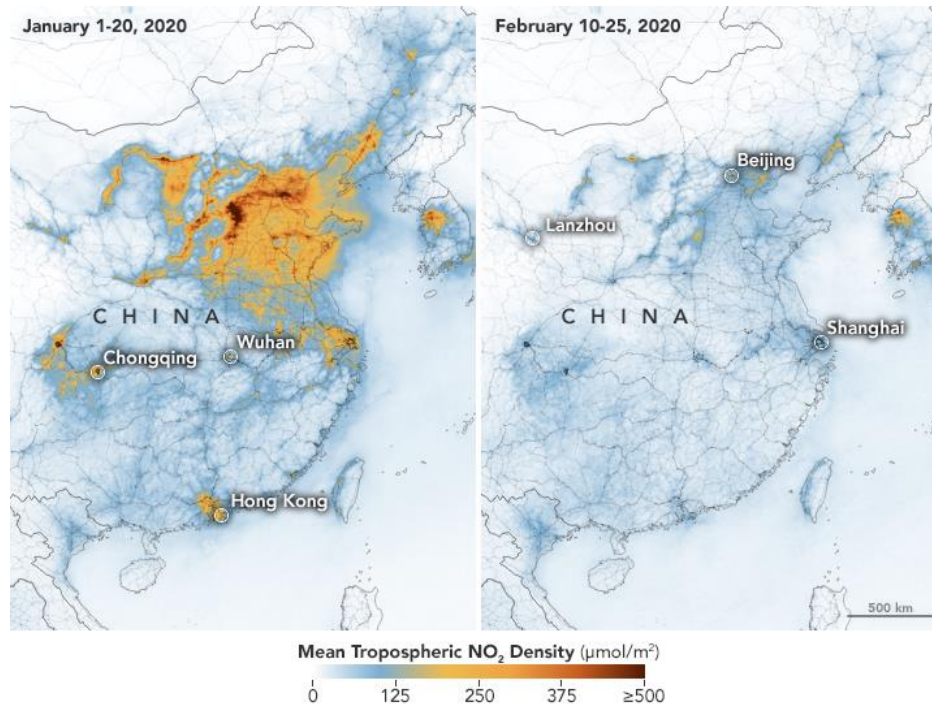 January 1-20, 2020
CHINA
Wuhan
Chongqing
Hong Kong
February 10-25, 2020
Beijing
Lanzhou
CHINA
Shanghai
500 km
Mean Tropospheric NO₂ Density (µmol/m²)
0 125 250 375 ≥500